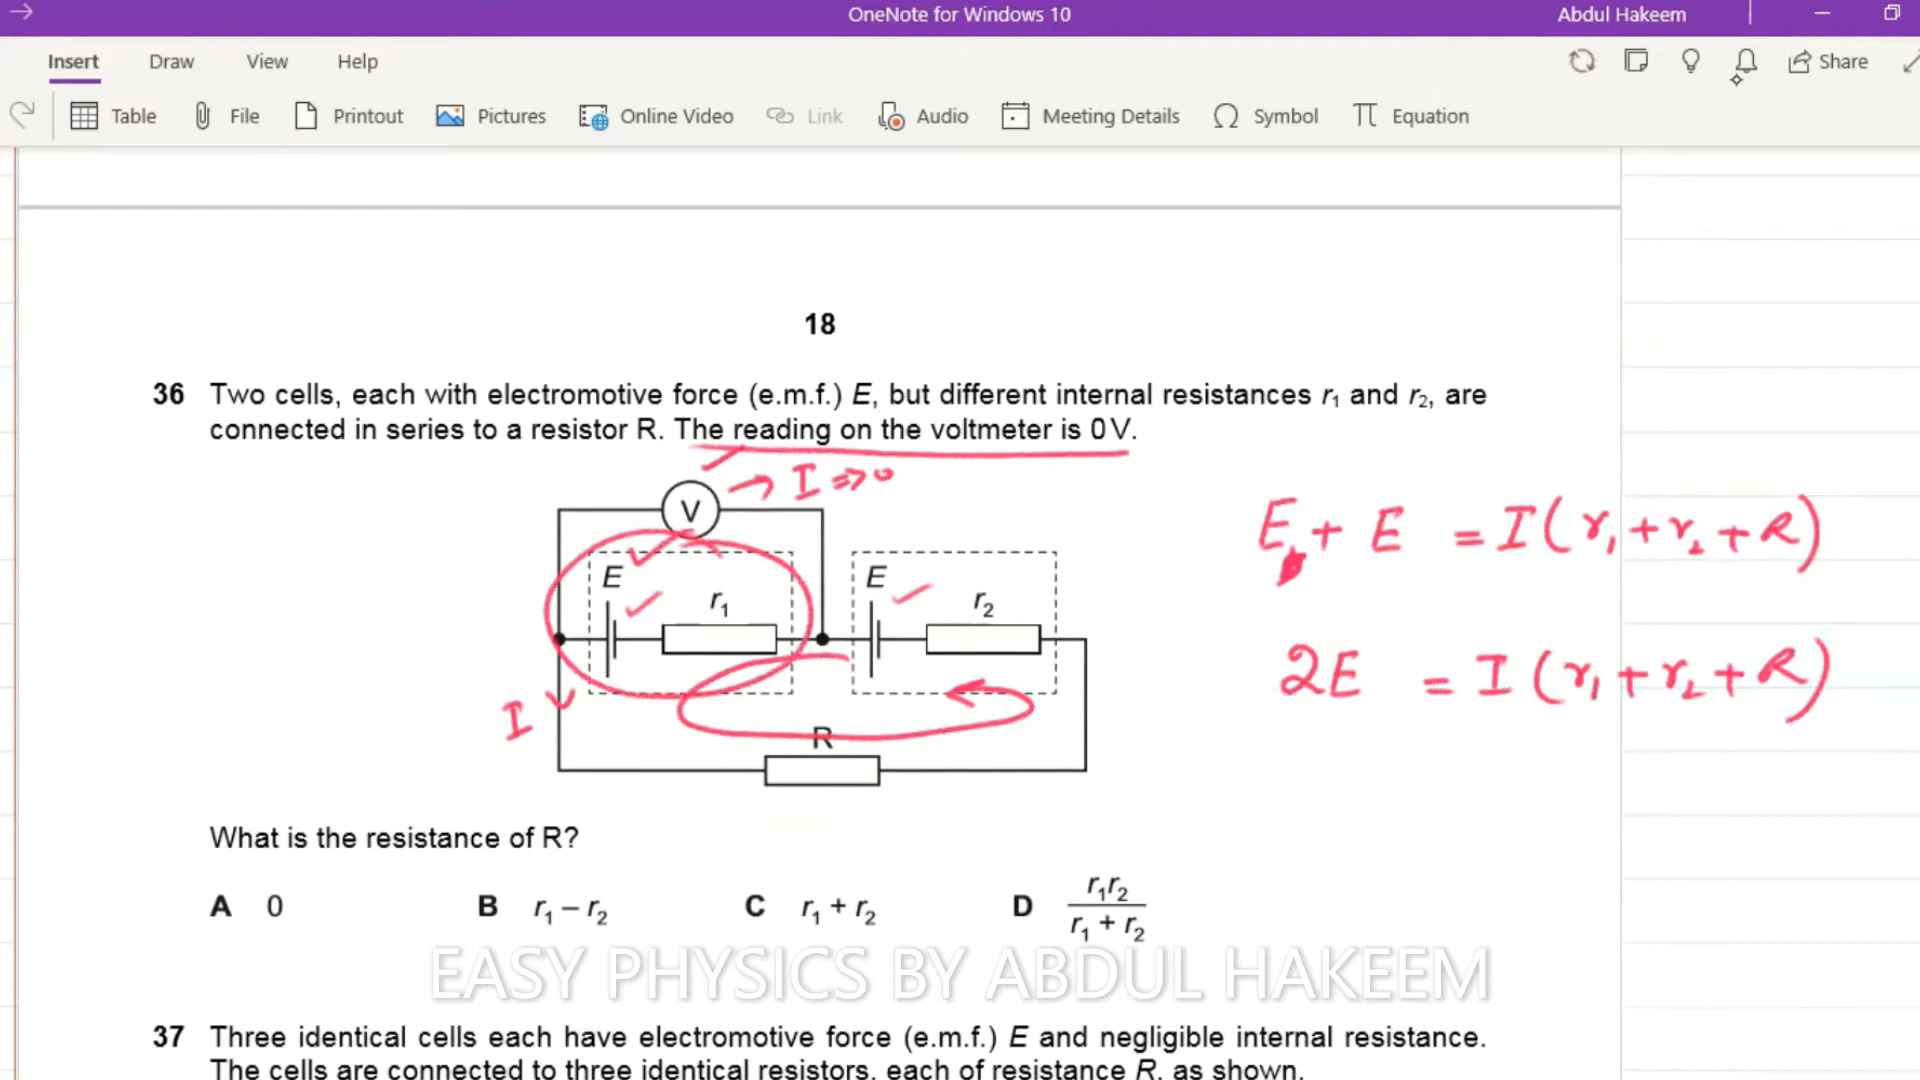 OneNote for Windows 10
Abdul Hakeem
Insert Draw View Help
Share
Table File Printout Pictures Online Video Link Audio Meeting Details Symbol Equation
18
36 Two cells, each with electromotive force (e.m.f.) E, but different internal resistances r₁ and r₂, are
connected in series to a resistor R. The reading on the voltmeter is 0V.
I ⇒ 0
V
E
r₁
E
r₂
I
R
E + E = I(r₁+r₂+R)
2E = I(r₁+r₂+R)
What is the resistance of R?
A 0 B r₁ – r₂ C r₁ + r₂ D r₁r₂ / r₁ + r₂
EASY PHYSICS BY ABDUL HAKEEM
37 Three identical cells each have electromotive force (e.m.f.) E and negligible internal resistance.
The cells are connected to three identical resistors, each of resistance R, as shown.